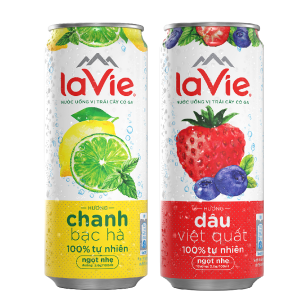 laVie
NƯỚC UỐNG VỊ TRÁI CÂY CÓ GA
HƯƠNG
chanh
bạc hà
100% tự nhiên
ngọt nhẹ
laVie
NƯỚC UỐNG VỊ TRÁI CÂY CÓ GA
HƯƠNG
dâu
việt quất
100% tự nhiên
ngọt nhẹ